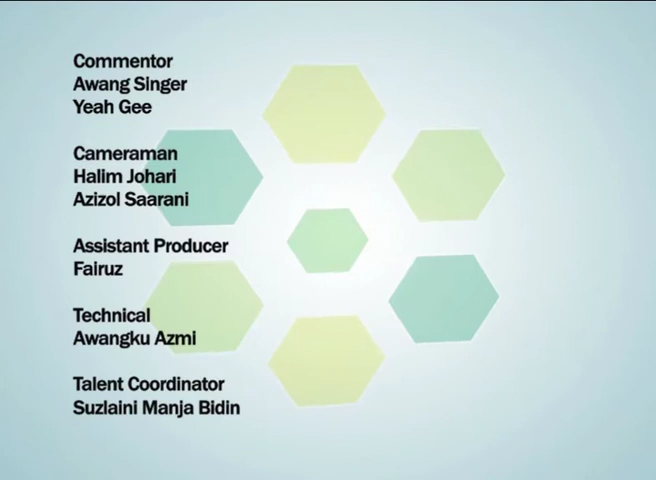 Commentor
Awang Singer
Yeah Gee
Cameraman
Halim Johari
Azizol Saarani
Assistant Producer
Fairuz
Technical
Awangku Azmi
Talent Coordinator
Suzlaini Manja Bidin